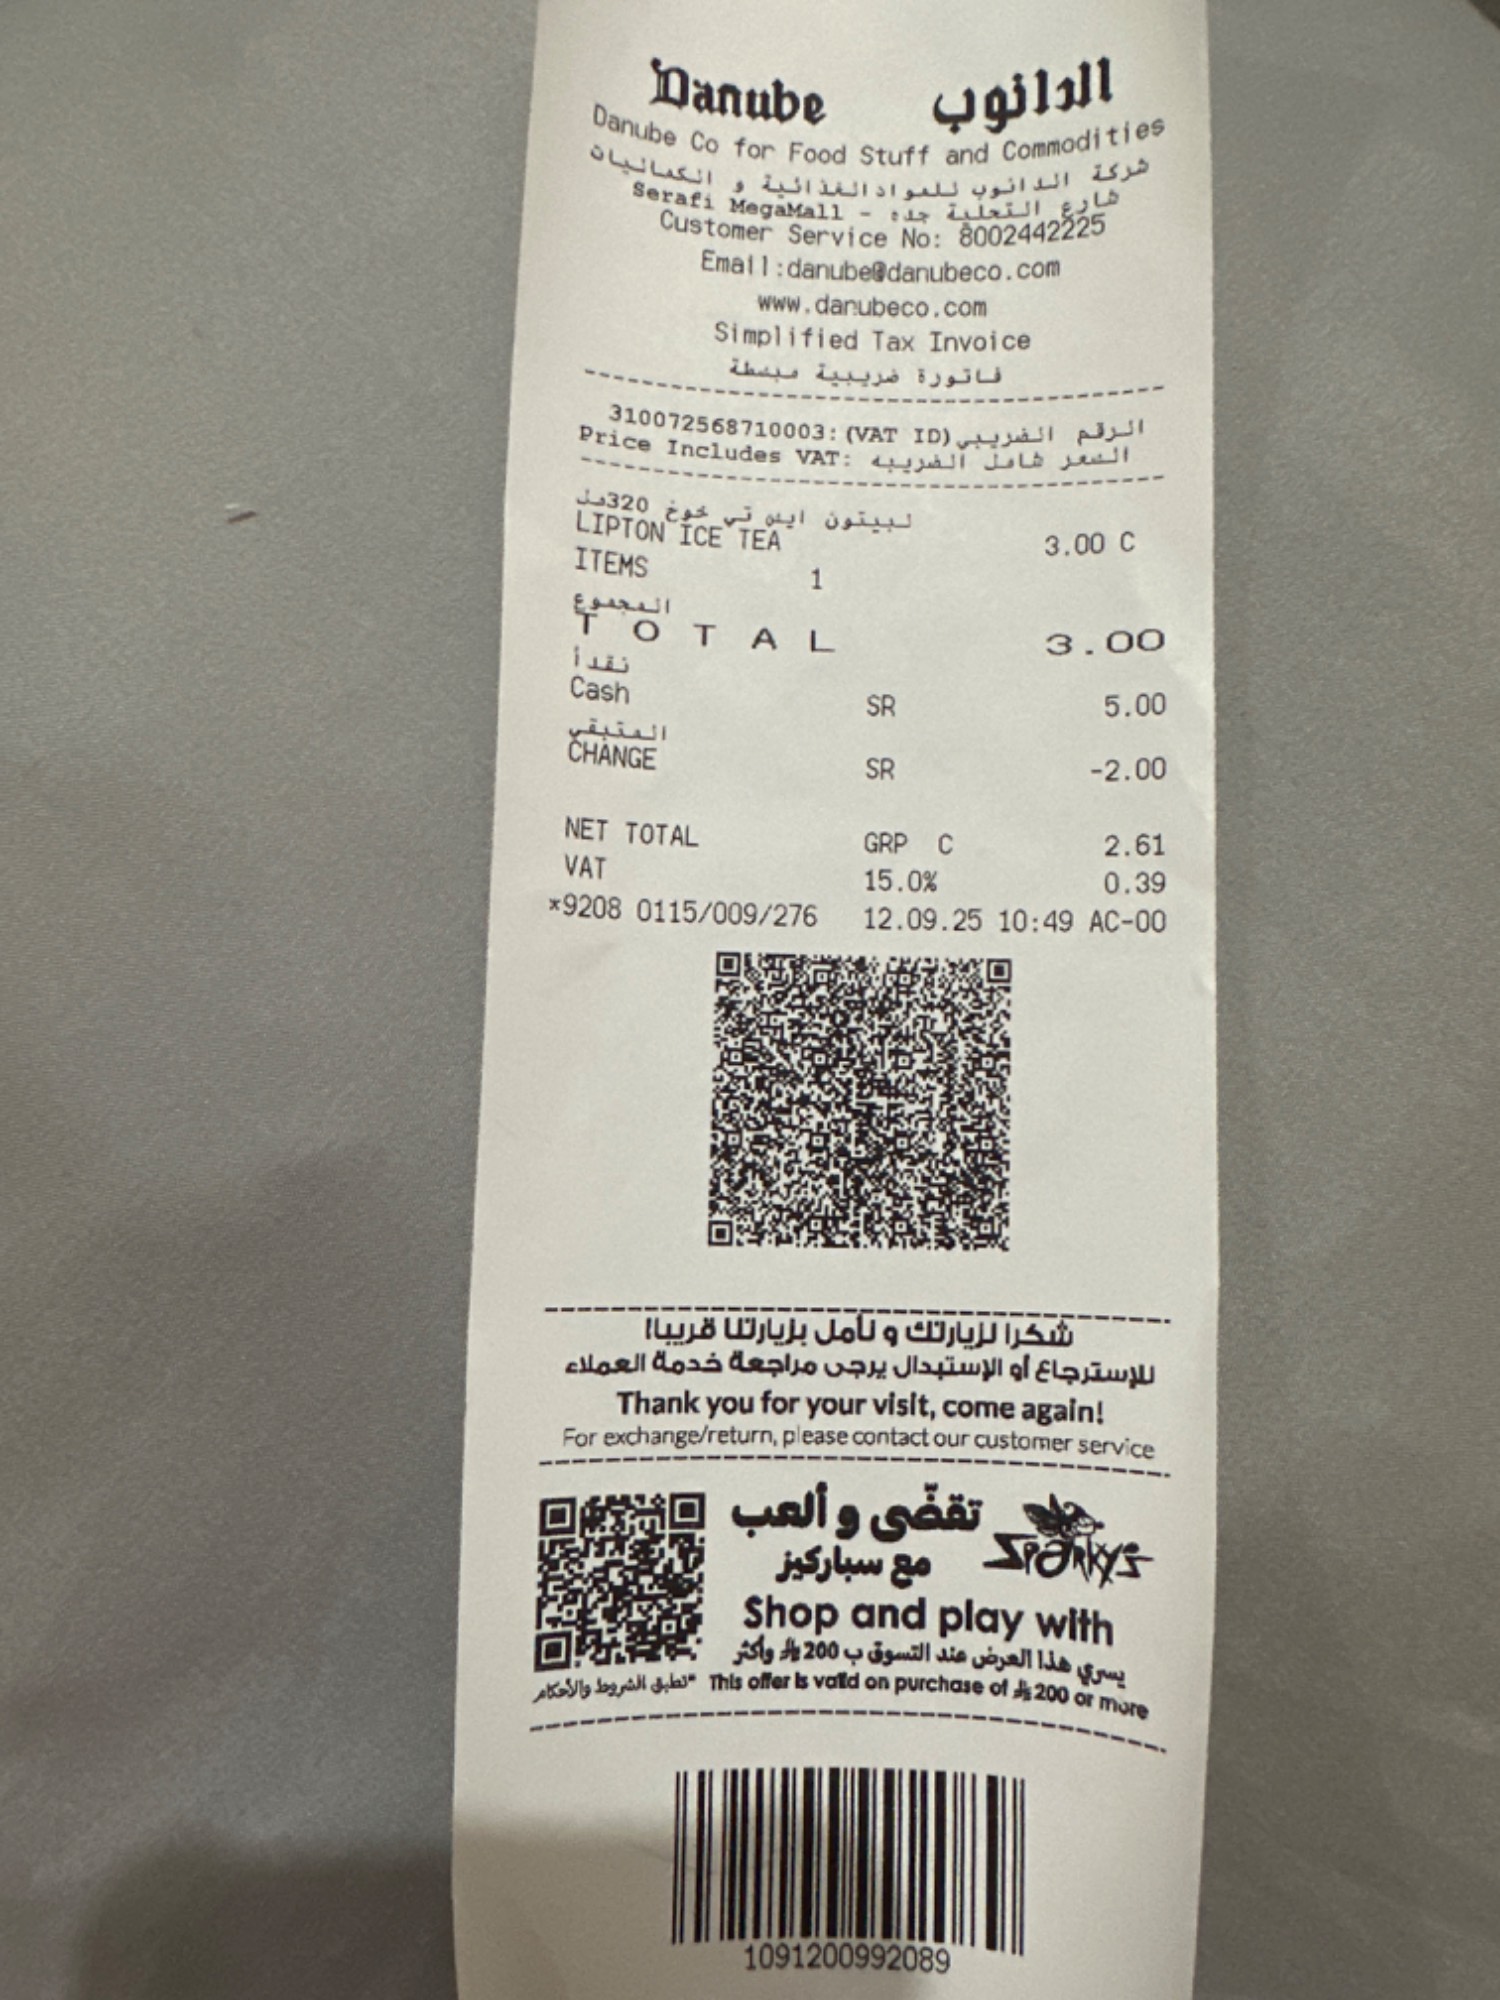 Danube الدانوب
Danube Co for Food Stuff and Commodities
شركة الدانوب للمواد الغذائية و الكماليات
Serafi MegaMall - شارع التحلية جده
Customer Service No: 8002442225
Email:danube@danubeco.com
www.danubeco.com
Simplified Tax Invoice
فاتورة ضريبية مبسطة
310072568710003:(VAT ID) الرقم الضريبي
Price Includes VAT: السعر شامل الضريبه
ليبتون ايس تي خوخ 320مل
LIPTON ICE TEA 3.00 C
ITEMS 1
المجموع
TOTAL 3.00
نقدأ
Cash SR 5.00
المتبقي
CHANGE SR -2.00
NET TOTAL GRP C 2.61
VAT 15.0% 0.39
*9208 0115/009/276 12.09.25 10:49 AC-00
شكرا لزيارتك و نأمل بزيارتنا قريبا!
للإسترجاع أو الإستبدال يرجى مراجعة خدمة العملاء
Thank you for your visit, come again!
For exchange/return, please contact our customer service
تقضّى و ألعب
مع سباركيز
Sparky's
Shop and play with
يسري هذا العرض عند التسوق ب 200 وأكثر
This offer is valid on purchase of 200 or more
*تطبق الشروط والأحكام
1091200992089